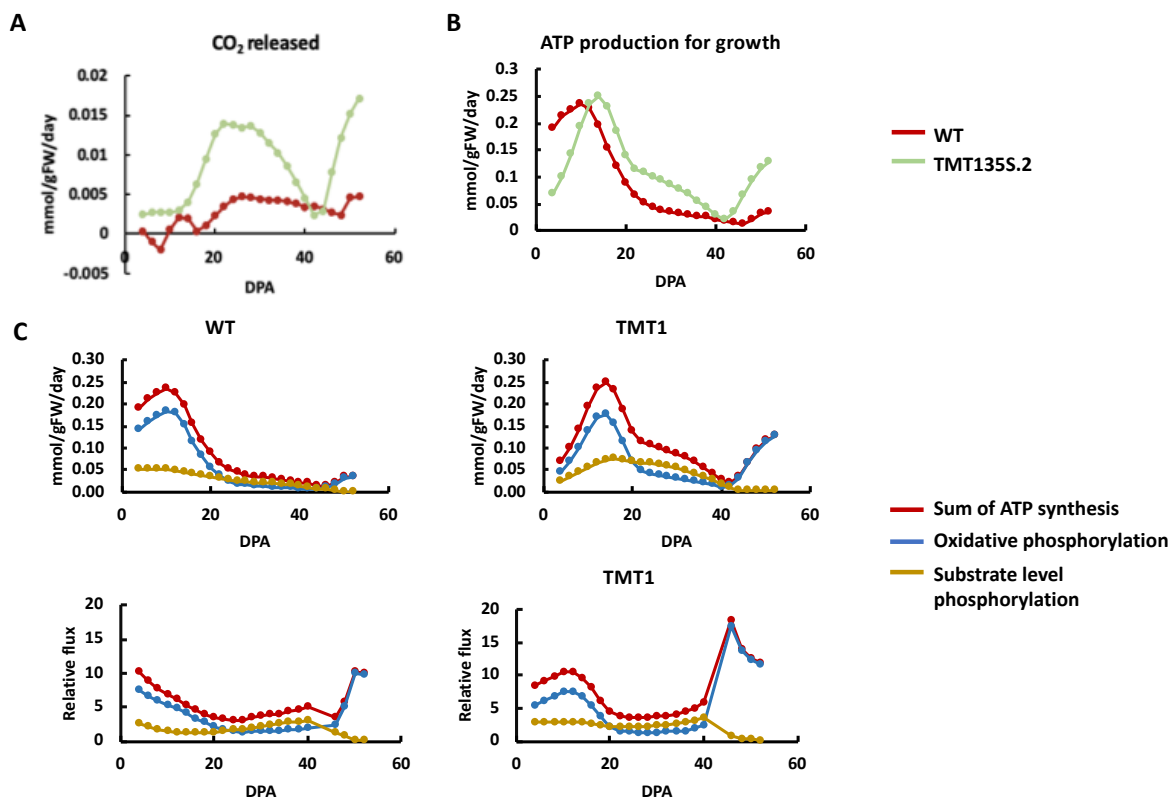 A
CO2 released
mmol/gFW/day
0.02
0.015
0.01
0.005
0
-0.005
0
20
40
60
DPA
B
ATP production for growth
mmol/gFW/day
0.3
0.25
0.2
0.15
0.1
0.05
0
0
20
40
60
DPA
WT
TMT135S.2
C
WT
mmol/gFW/day
0.30
0.25
0.20
0.15
0.10
0.05
0.00
0
20
40
60
DPA
TMT1
mmol/gFW/day
0.30
0.25
0.20
0.15
0.10
0.05
0.00
0
20
40
60
DPA
Sum of ATP synthesis
Oxidative phosphorylation
Substrate level
phosphorylation
Relative flux
20
15
10
5
0
0
20
40
60
DPA
TMT1
Relative flux
20
15
10
5
0
0
20
40
60
DPA